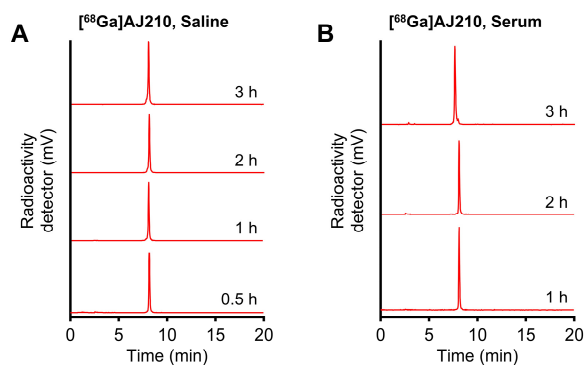 A
[⁶⁸Ga]AJ210, Saline
Radioactivity
detector (mV)
3 h
2 h
1 h
0.5 h
0 5 10 15 20
Time (min)
B
[⁶⁸Ga]AJ210, Serum
Radioactivity
detector (mV)
3 h
2 h
1 h
0 5 10 15 20
Time (min)